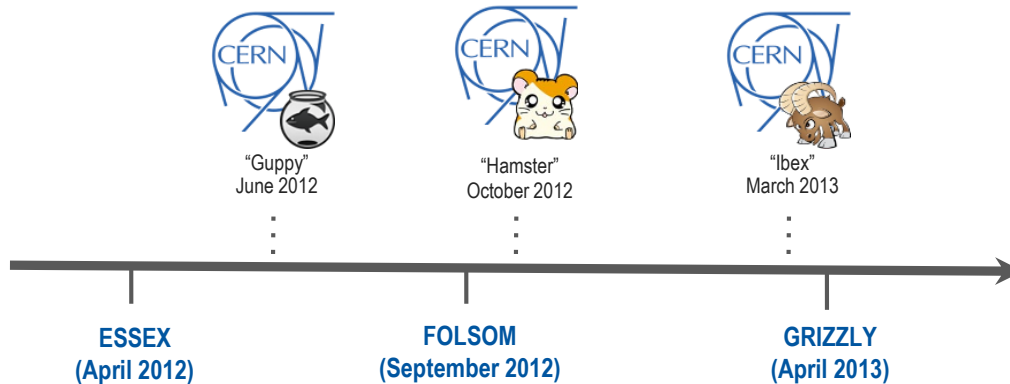 CERN
CERN
CERN
“Guppy”
June 2012
“Hamster”
October 2012
“Ibex”
March 2013
ESSEX
(April 2012)
FOLSOM
(September 2012)
GRIZZLY
(April 2013)